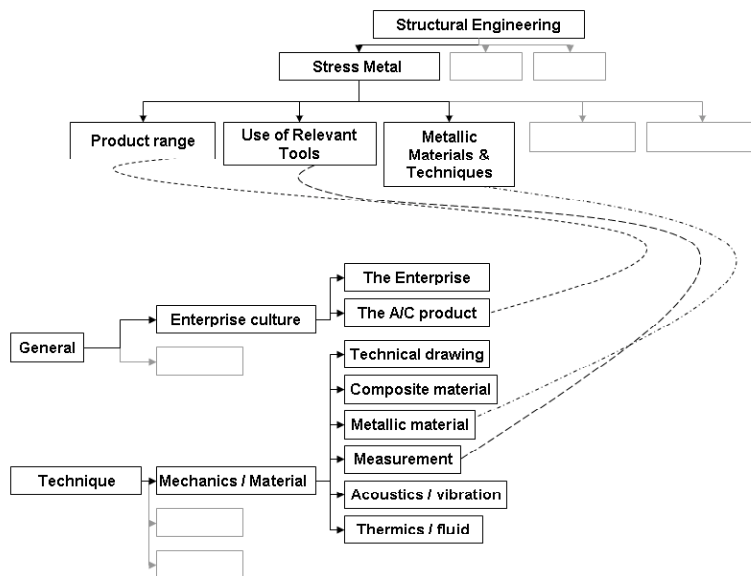 Structural Engineering
Stress Metal
Product range
Use of Relevant
Tools
Metallic
Materials &
Techniques
The Enterprise
Enterprise culture
The A/C product
General
Technical drawing
Composite material
Metallic material
Measurement
Technique
Mechanics / Material
Acoustics / vibration
Thermics / fluid